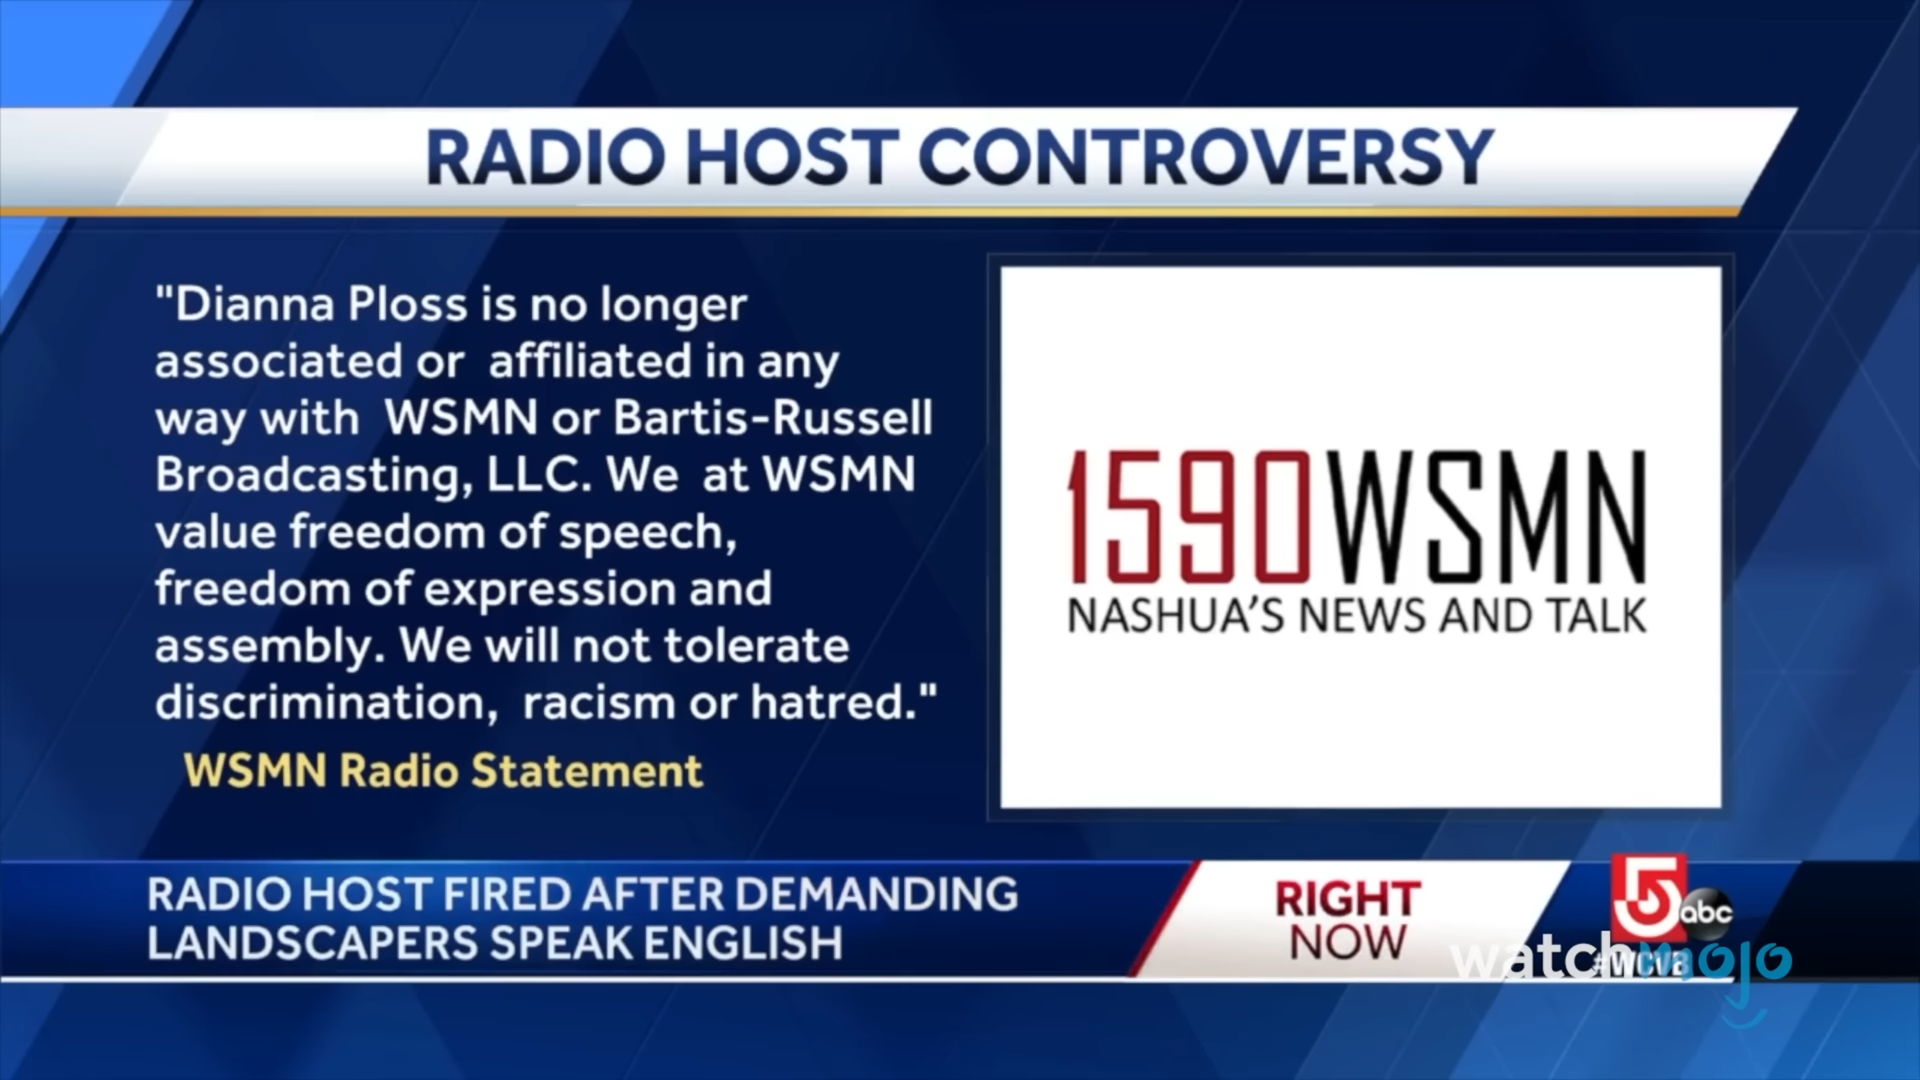 RADIO HOST CONTROVERSY
"Dianna Ploss is no longer
associated or affiliated in any
way with WSMN or Bartis-Russell
Broadcasting, LLC. We at WSMN
value freedom of speech,
freedom of expression and
assembly. We will not tolerate
discrimination, racism or hatred."
WSMN Radio Statement
1590WSMN
NASHUA'S NEWS AND TALK
RADIO HOST FIRED AFTER DEMANDING
LANDSCAPERS SPEAK ENGLISH
RIGHT
NOW
5
abc
#WCVB
watchmojo